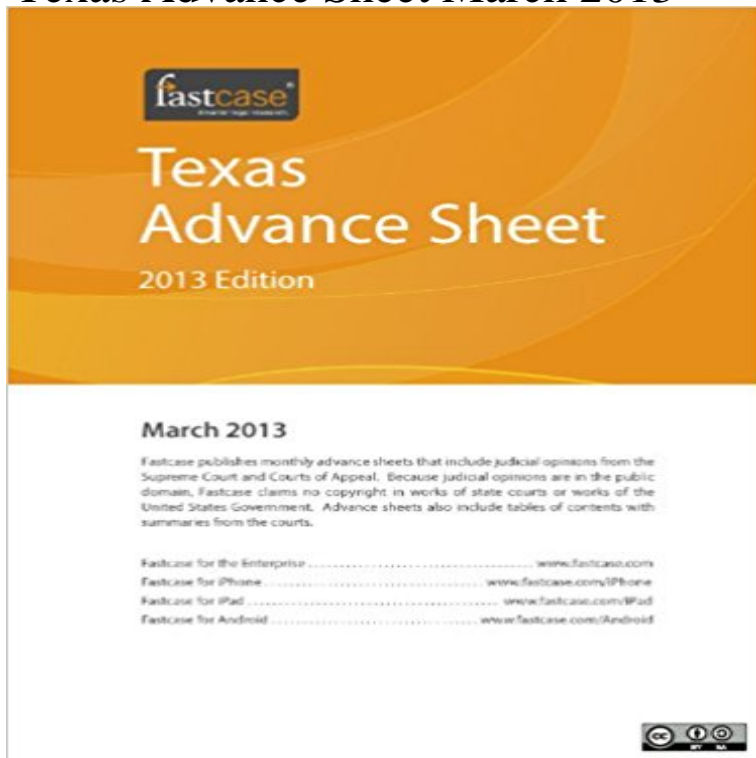 Texas Advance Sheet March 2013
fastcase®
Texas
Advance Sheet
2013 Edition
March 2013
Fastcase publishes monthly advance sheets that include judicial opinions from the
Supreme Court and Courts of Appeal. Because judicial opinions are in the public
domain, Fastcase claims no copyright in works of state courts or works of the
United States Government. Advance sheets also include tables of contents with
summaries from the courts.
Fastcase for the Enterprise . . . . . . . . . . . . . . . . . . . . . . . . . . . . . . . . . www.fastcase.com
Fastcase for iPhone . . . . . . . . . . . . . . . . . . . . . . . . . . . . . . . . www.fastcase.com/iPhone
Fastcase for iPad . . . . . . . . . . . . . . . . . . . . . . . . . . . . . . . . . . . www.fastcase.com/iPad
Fastcase for Android . . . . . . . . . . . . . . . . . . . . . . . . . . . . . . www.fastcase.com/Android
cc
BY SA